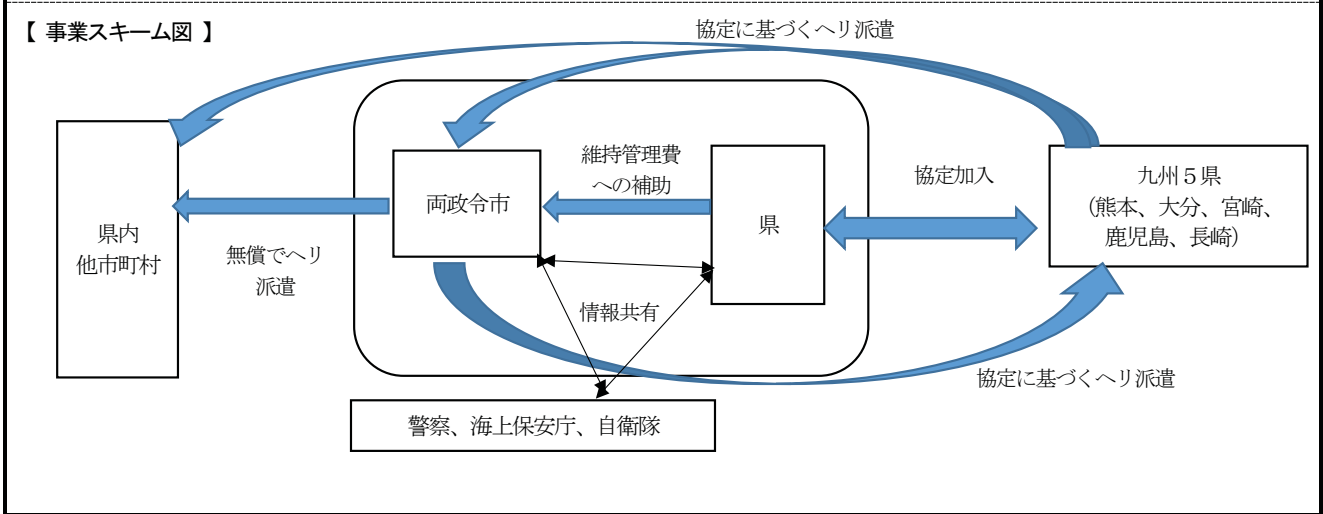 【 事業スキーム図 】
協定に基づくヘリ派遣
県内
他市町村
無償でヘリ
派遣
両政令市
維持管理費
への補助
県
協定加入
九州５県
（熊本、大分、宮崎、
鹿児島、長崎）
情報共有
協定に基づくヘリ派遣
警察、海上保安庁、自衛隊